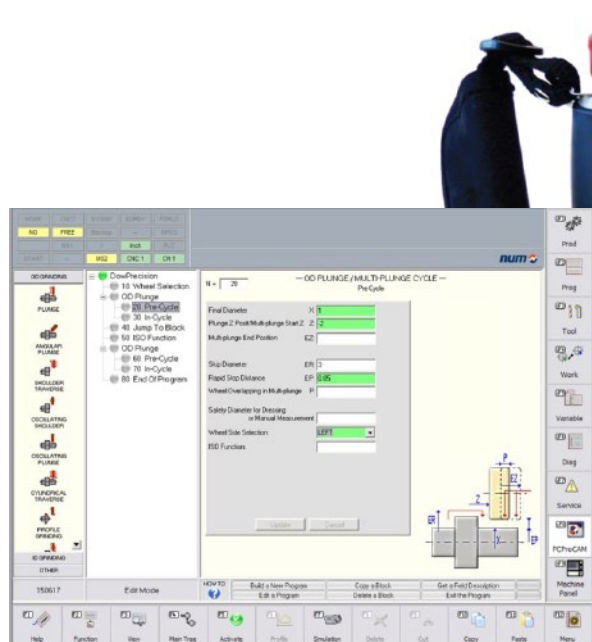 NO FREE
Inch
MG2 CNC 1 CH 1
num
OD GRINDING
PLUNGE
ANGULAR
PLUNGE
SHOULDER
TRAVERSE
OSCILLATING
SHOULDER
OSCILLATING
PLUNGE
CYLINDRICAL
TRAVERSE
PROFILE
GRINDING
ID GRINDING
OTHER
DowPrecision
10 Wheel Selection
OD Plunge
20 Pre-Cycle
30 In-Cycle
40 Jump To Block
50 ISO Function
OD Plunge
60 Pre-Cycle
70 In-Cycle
80 End Of Program
N = 20
— OD PLUNGE / MULTI-PLUNGE CYCLE —
Pre-Cycle
Final Diameter X 1
Plunge Z Posit/Multi-plunge Start Z Z -2
Multi-plunge End Position EZ
Skip Diameter ER 3
Rapid Stop Distance EP 0.05
Wheel Overlapping in Multi-plunge P
Safety Diameter for Dressing
or Manual Measurement
Wheel Side Selection LEFT
ISO Function
Update Cancel
P
EZ
Z
X
EP
Prod
Prog
Tool
Work
Variable
Diag
Service
PCProCAM
Machine
Panel
150617 Edit Mode
HOW TO Build a New Program Copy a Block Get a Field Description
Edit a Program Delete a Block Exit the Program
Help Function View Main Tree Activate Profile Simulation Delete Cut Copy Paste Menu